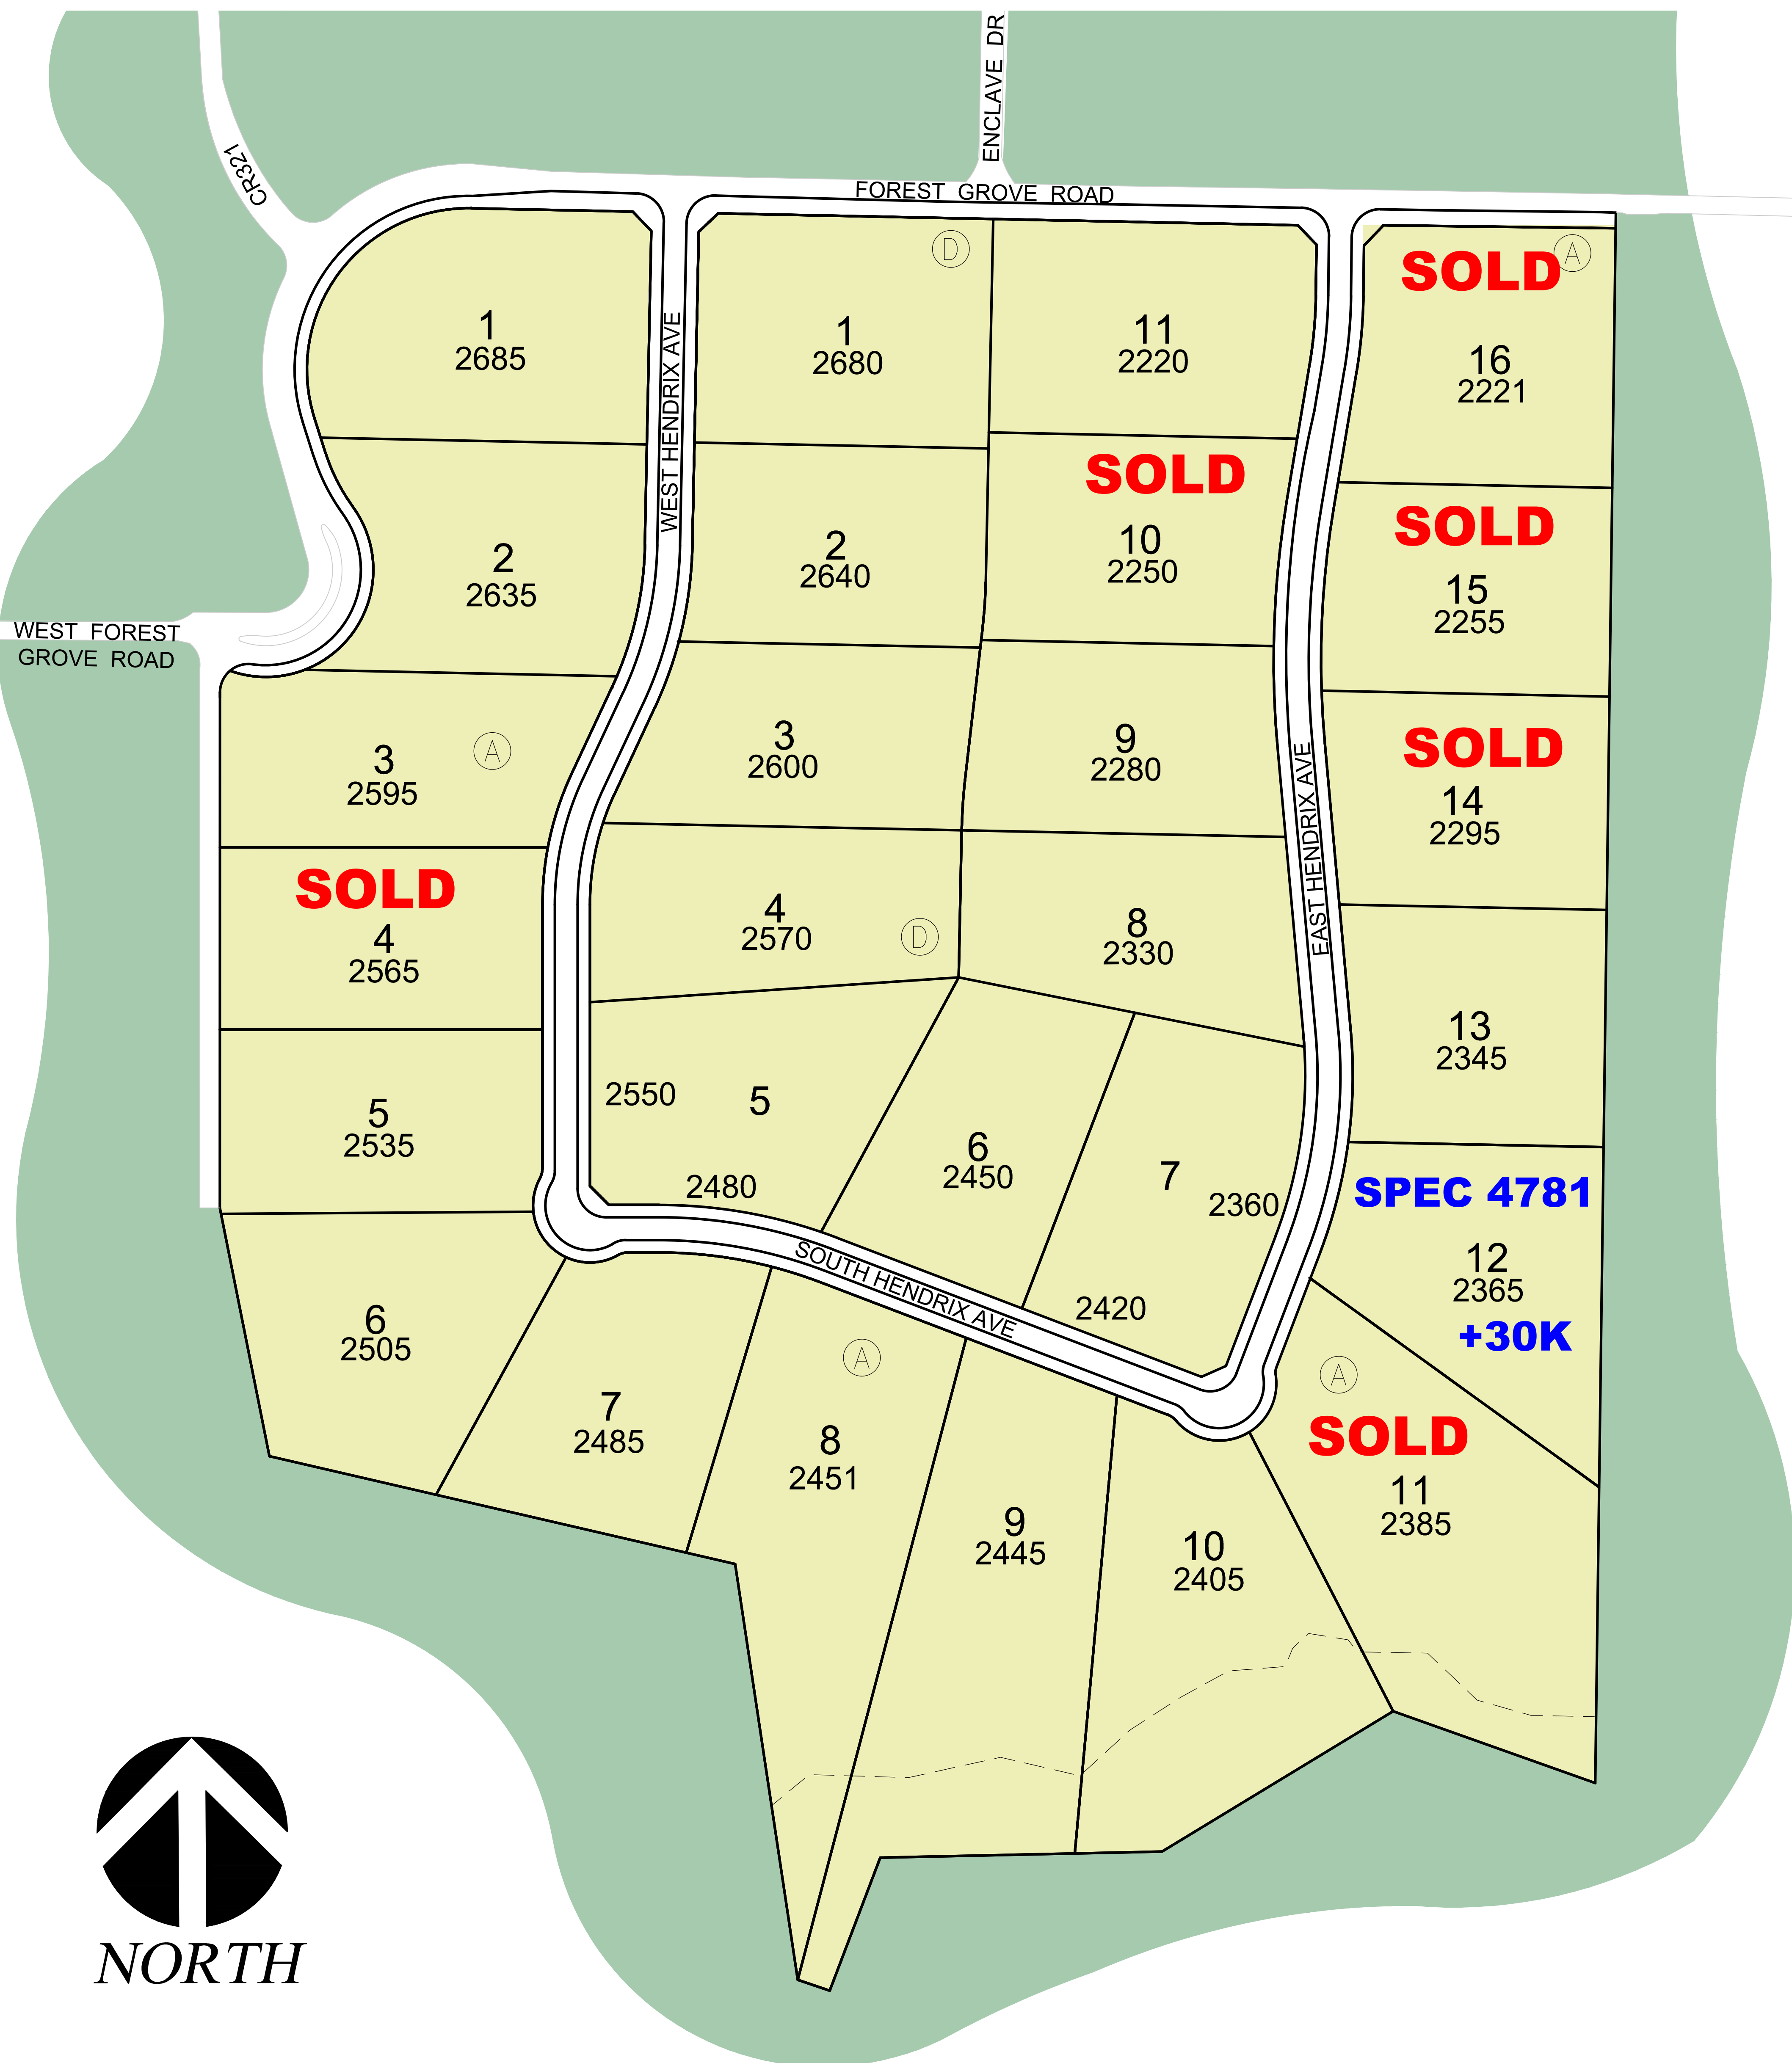 ENCLAVE DR
CR321
FOREST GROVE ROAD
D
A
SOLD
1
2685
WEST HENDRIX AVE
1
2680
11
2220
16
2221
SOLD
SOLD
2
2635
2
2640
10
2250
15
2255
WEST FOREST
GROVE ROAD
3
2595
A
3
2600
9
2280
EAST HENDRIX AVE
SOLD
14
2295
SOLD
4
2565
4
2570
D
8
2330
13
2345
5
2535
2550
5
2480
6
2450
7
2360
2420
SPEC 4781
12
2365
+30K
SOUTH HENDRIX AVE
6
2505
7
2485
A
8
2451
9
2445
10
2405
A
SOLD
11
2385
NORTH